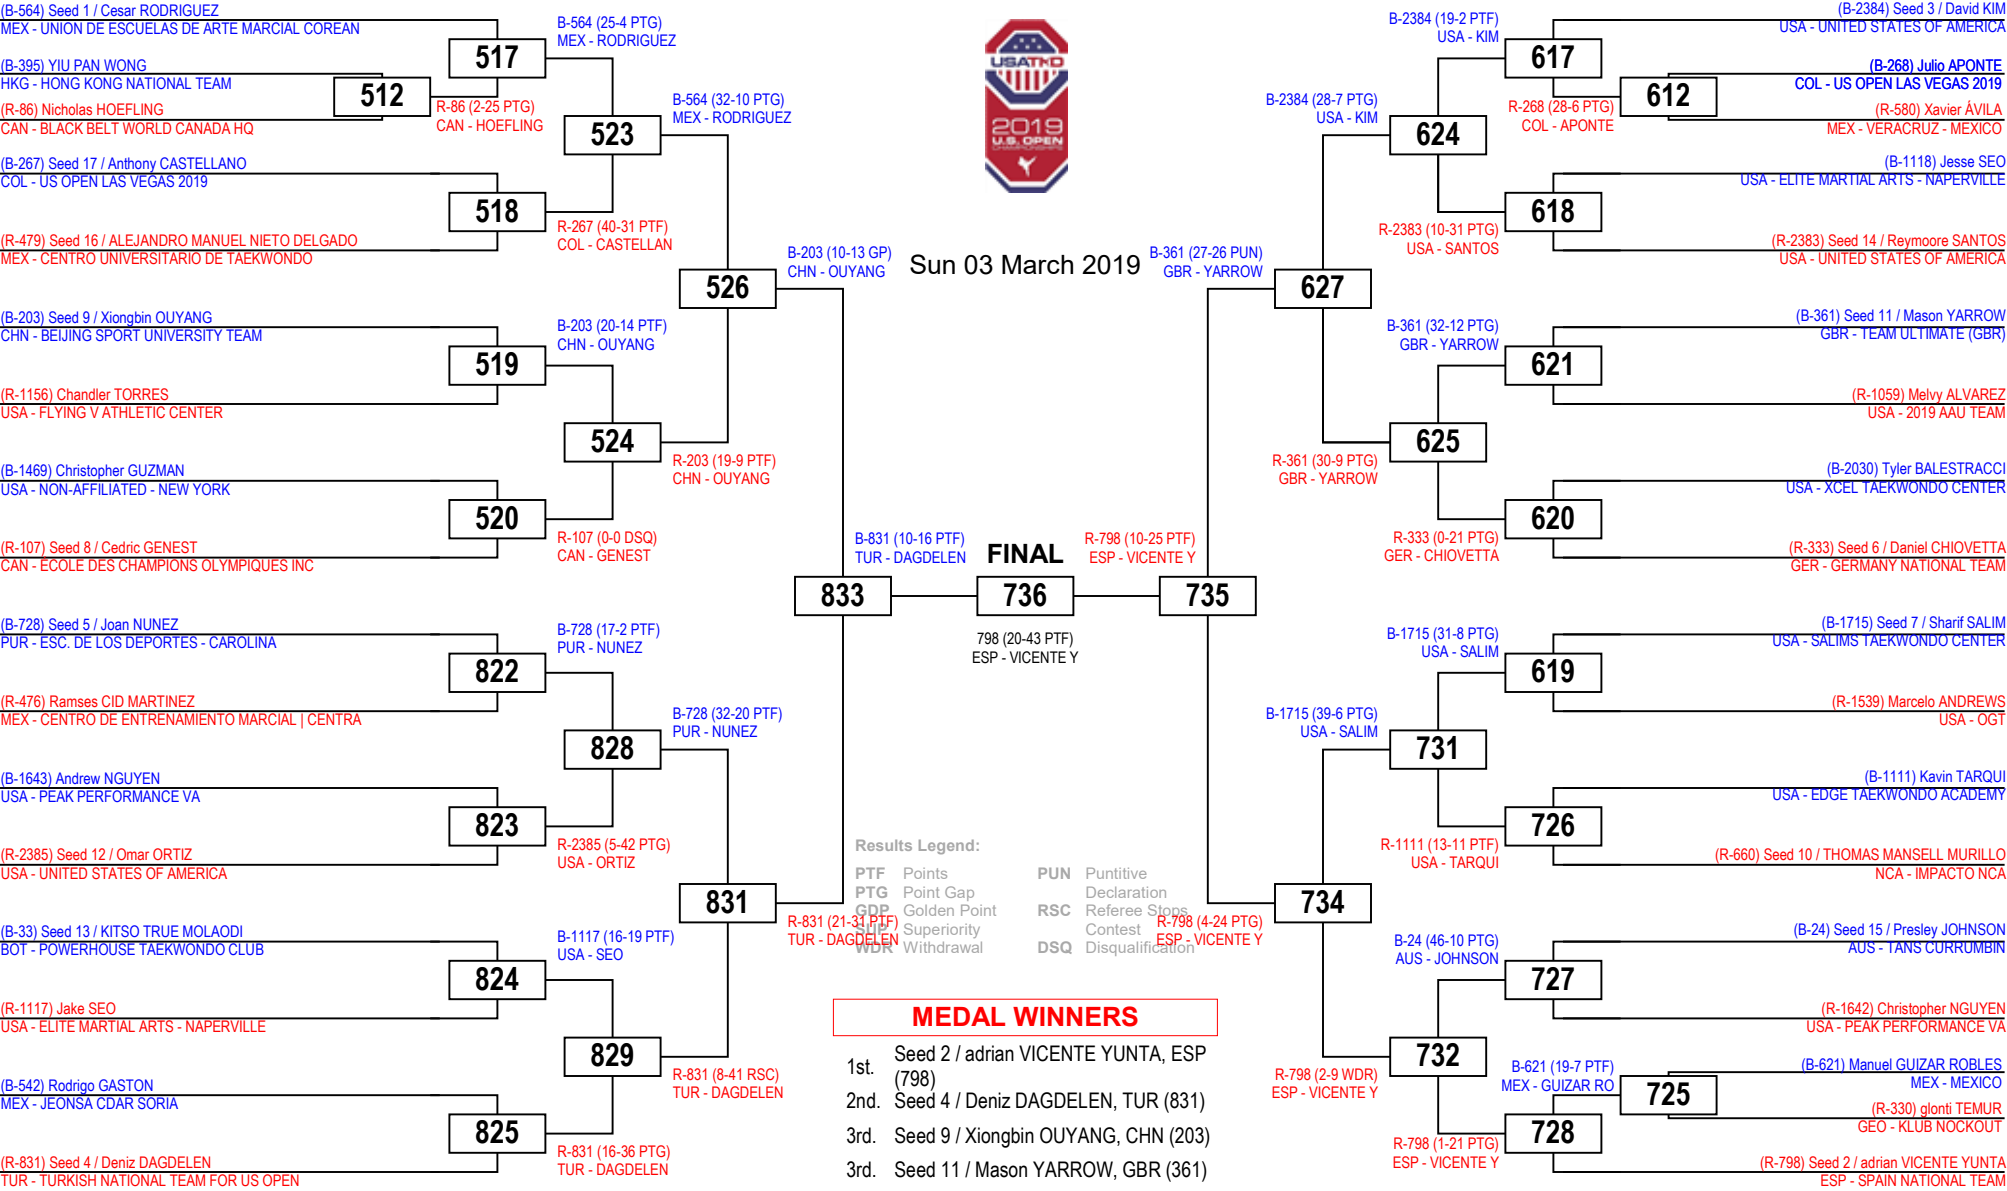 (B-564) Seed 1 / Cesar RODRIGUEZ
MEX - UNION DE ESCUELAS DE ARTE MARCIAL COREAN
517
B-564 (25-4 PTG)
MEX - RODRIGUEZ
(B-395) YIU PAN WONG
HKG - HONG KONG NATIONAL TEAM
512
(R-86) Nicholas HOEFLING
CAN - BLACK BELT WORLD CANADA HQ
R-86 (2-25 PTG)
CAN - HOEFLING
523
B-564 (32-10 PTG)
MEX - RODRIGUEZ
(B-267) Seed 17 / Anthony CASTELLANO
COL - US OPEN LAS VEGAS 2019
518
(R-479) Seed 16 / ALEJANDRO MANUEL NIETO DELGADO
MEX - CENTRO UNIVERSITARIO DE TAEKWONDO
R-267 (40-31 PTF)
COL - CASTELLAN
526
B-203 (10-13 GP)
CHN - OUYANG
(B-203) Seed 9 / Xiongbin OUYANG
CHN - BEIJING SPORT UNIVERSITY TEAM
519
B-203 (20-14 PTF)
CHN - OUYANG
(R-1156) Chandler TORRES
USA - FLYING V ATHLETIC CENTER
524
R-203 (19-9 PTF)
CHN - OUYANG
(B-1469) Christopher GUZMAN
USA - NON-AFFILIATED - NEW YORK
520
(R-107) Seed 8 / Cedric GENEST
CAN - ÉCOLE DES CHAMPIONS OLYMPIQUES INC
R-107 (0-0 DSQ)
CAN - GENEST
833
B-831 (10-16 PTF)
TUR - DAGDELEN
(B-728) Seed 5 / Joan NUNEZ
PUR - ESC. DE LOS DEPORTES - CAROLINA
822
B-728 (17-2 PTF)
PUR - NUNEZ
(R-476) Ramses CID MARTINEZ
MEX - CENTRO DE ENTRENAMIENTO MARCIAL | CENTRA
828
B-728 (32-20 PTF)
PUR - NUNEZ
(B-1643) Andrew NGUYEN
USA - PEAK PERFORMANCE VA
823
(R-2385) Seed 12 / Omar ORTIZ
USA - UNITED STATES OF AMERICA
R-2385 (5-42 PTG)
USA - ORTIZ
831
R-831 (21-31 PTF)
TUR - DAGDELEN
(B-33) Seed 13 / KITSO TRUE MOLAODI
BOT - POWERHOUSE TAEKWONDO CLUB
824
B-1117 (16-19 PTF)
USA - SEO
(R-1117) Jake SEO
USA - ELITE MARTIAL ARTS - NAPERVILLE
829
R-831 (8-41 RSC)
TUR - DAGDELEN
(B-542) Rodrigo GASTON
MEX - JEONSA CDAR SORIA
825
(R-831) Seed 4 / Deniz DAGDELEN
TUR - TURKISH NATIONAL TEAM FOR US OPEN
R-831 (16-36 PTG)
TUR - DAGDELEN
USATKD
2019
U.S. OPEN
CHAMPIONSHIPS
Sun 03 March 2019
FINAL
736
798 (20-43 PTF)
ESP - VICENTE Y
Results Legend:
PTF Points
PTG Point Gap
GDP Golden Point
SUP Superiority
WDR Withdrawal
PUN Puntitive
Declaration
RSC Referee Stops
Contest
DSQ Disqualification
MEDAL WINNERS
1st. Seed 2 / adrian VICENTE YUNTA, ESP
(798)
2nd. Seed 4 / Deniz DAGDELEN, TUR (831)
3rd. Seed 9 / Xiongbin OUYANG, CHN (203)
3rd. Seed 11 / Mason YARROW, GBR (361)
(B-2384) Seed 3 / David KIM
USA - UNITED STATES OF AMERICA
B-2384 (19-2 PTF)
USA - KIM
617
(B-268) Julio APONTE
COL - US OPEN LAS VEGAS 2019
612
(R-580) Xavier ÁVILA
MEX - VERACRUZ - MEXICO
R-268 (28-6 PTG)
COL - APONTE
B-2384 (28-7 PTG)
USA - KIM
624
(B-1118) Jesse SEO
USA - ELITE MARTIAL ARTS - NAPERVILLE
618
(R-2383) Seed 14 / Reymoore SANTOS
USA - UNITED STATES OF AMERICA
R-2383 (10-31 PTG)
USA - SANTOS
B-361 (27-26 PUN)
GBR - YARROW
627
(B-361) Seed 11 / Mason YARROW
GBR - TEAM ULTIMATE (GBR)
B-361 (32-12 PTG)
GBR - YARROW
621
(R-1059) Melvy ALVAREZ
USA - 2019 AAU TEAM
625
R-361 (30-9 PTG)
GBR - YARROW
(B-2030) Tyler BALESTRACCI
USA - XCEL TAEKWONDO CENTER
620
(R-333) Seed 6 / Daniel CHIOVETTA
GER - GERMANY NATIONAL TEAM
R-333 (0-21 PTG)
GER - CHIOVETTA
R-798 (10-25 PTF)
ESP - VICENTE Y
735
(B-1715) Seed 7 / Sharif SALIM
USA - SALIMS TAEKWONDO CENTER
B-1715 (31-8 PTG)
USA - SALIM
619
(R-1539) Marcelo ANDREWS
USA - OGT
B-1715 (39-6 PTG)
USA - SALIM
731
(B-1111) Kavin TARQUI
USA - EDGE TAEKWONDO ACADEMY
726
(R-660) Seed 10 / THOMAS MANSELL MURILLO
NCA - IMPACTO NCA
R-1111 (13-11 PTF)
USA - TARQUI
734
R-798 (4-24 PTG)
ESP - VICENTE Y
(B-24) Seed 15 / Presley JOHNSON
AUS - TANS CURRUMBIN
B-24 (46-10 PTG)
AUS - JOHNSON
727
(R-1642) Christopher NGUYEN
USA - PEAK PERFORMANCE VA
732
R-798 (2-9 WDR)
ESP - VICENTE Y
(B-621) Manuel GUIZAR ROBLES
MEX - MEXICO
B-621 (19-7 PTF)
MEX - GUIZAR RO
725
(R-330) glonti TEMUR
GEO - KLUB NOCKOUT
728
R-798 (1-21 PTG)
ESP - VICENTE Y
(R-798) Seed 2 / adrian VICENTE YUNTA
ESP - SPAIN NATIONAL TEAM